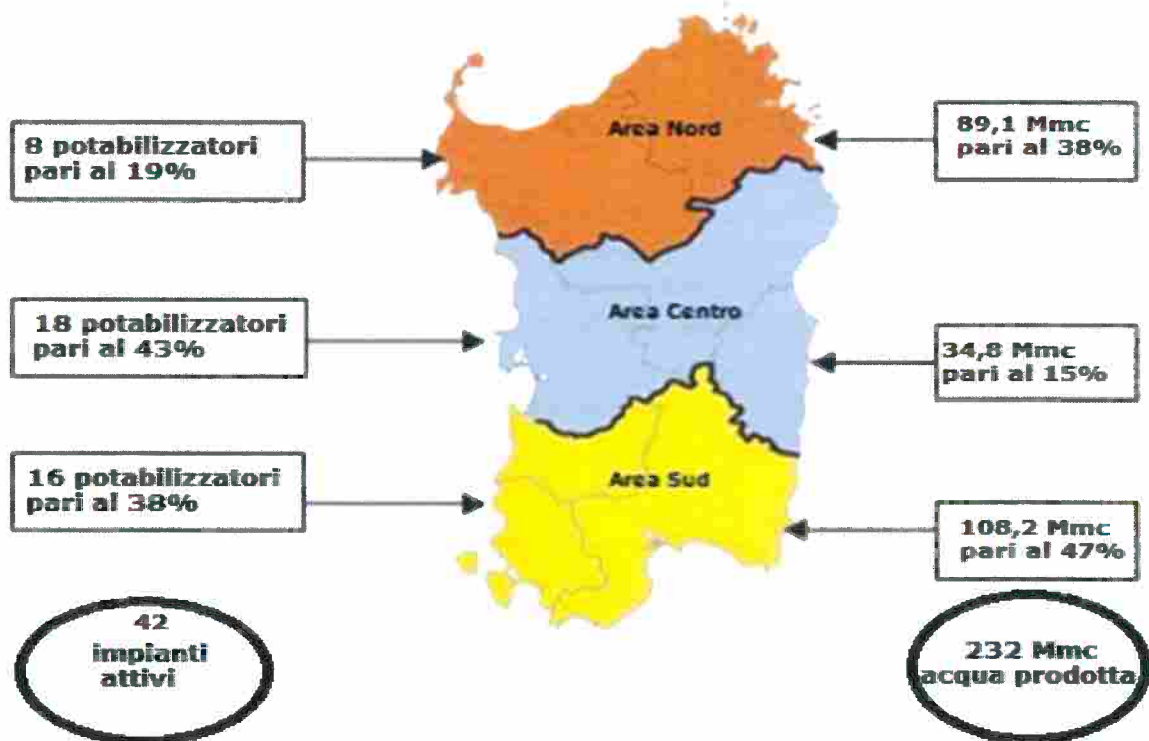 Area Nord
8 potabilizzatori
pari al 19%
89,1 Mmc
pari al 38%
18 potabilizzatori
pari al 43%
Area Centro
34,8 Mmc
pari al 15%
16 potabilizzatori
pari al 38%
Area Sud
108,2 Mmc
pari al 47%
42
impianti
attivi
232 Mmc
acqua prodotta